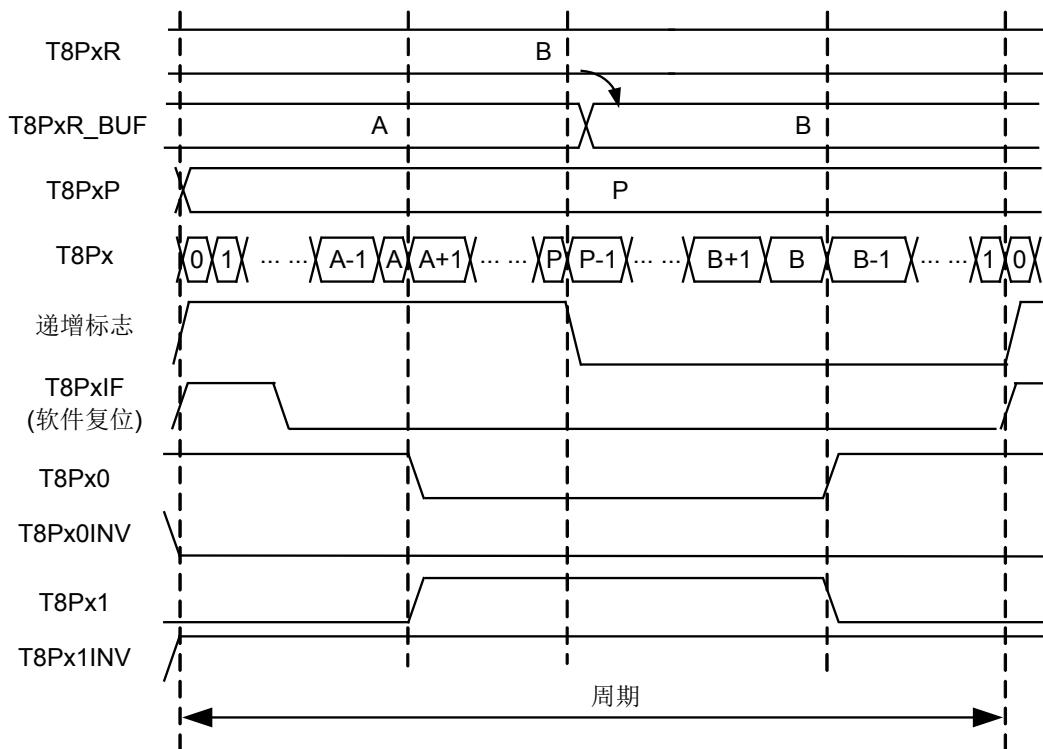 T8PxR B
T8PxR_BUF A B
T8PxP P
T8Px 0 1 ... ... A-1 A A+1 ... ... P P-1 ... ... B+1 B B-1 ... ... 1 0
递增标志
T8PxIF
(软件复位)
T8Px0
T8Px0INV
T8Px1
T8Px1INV
周期